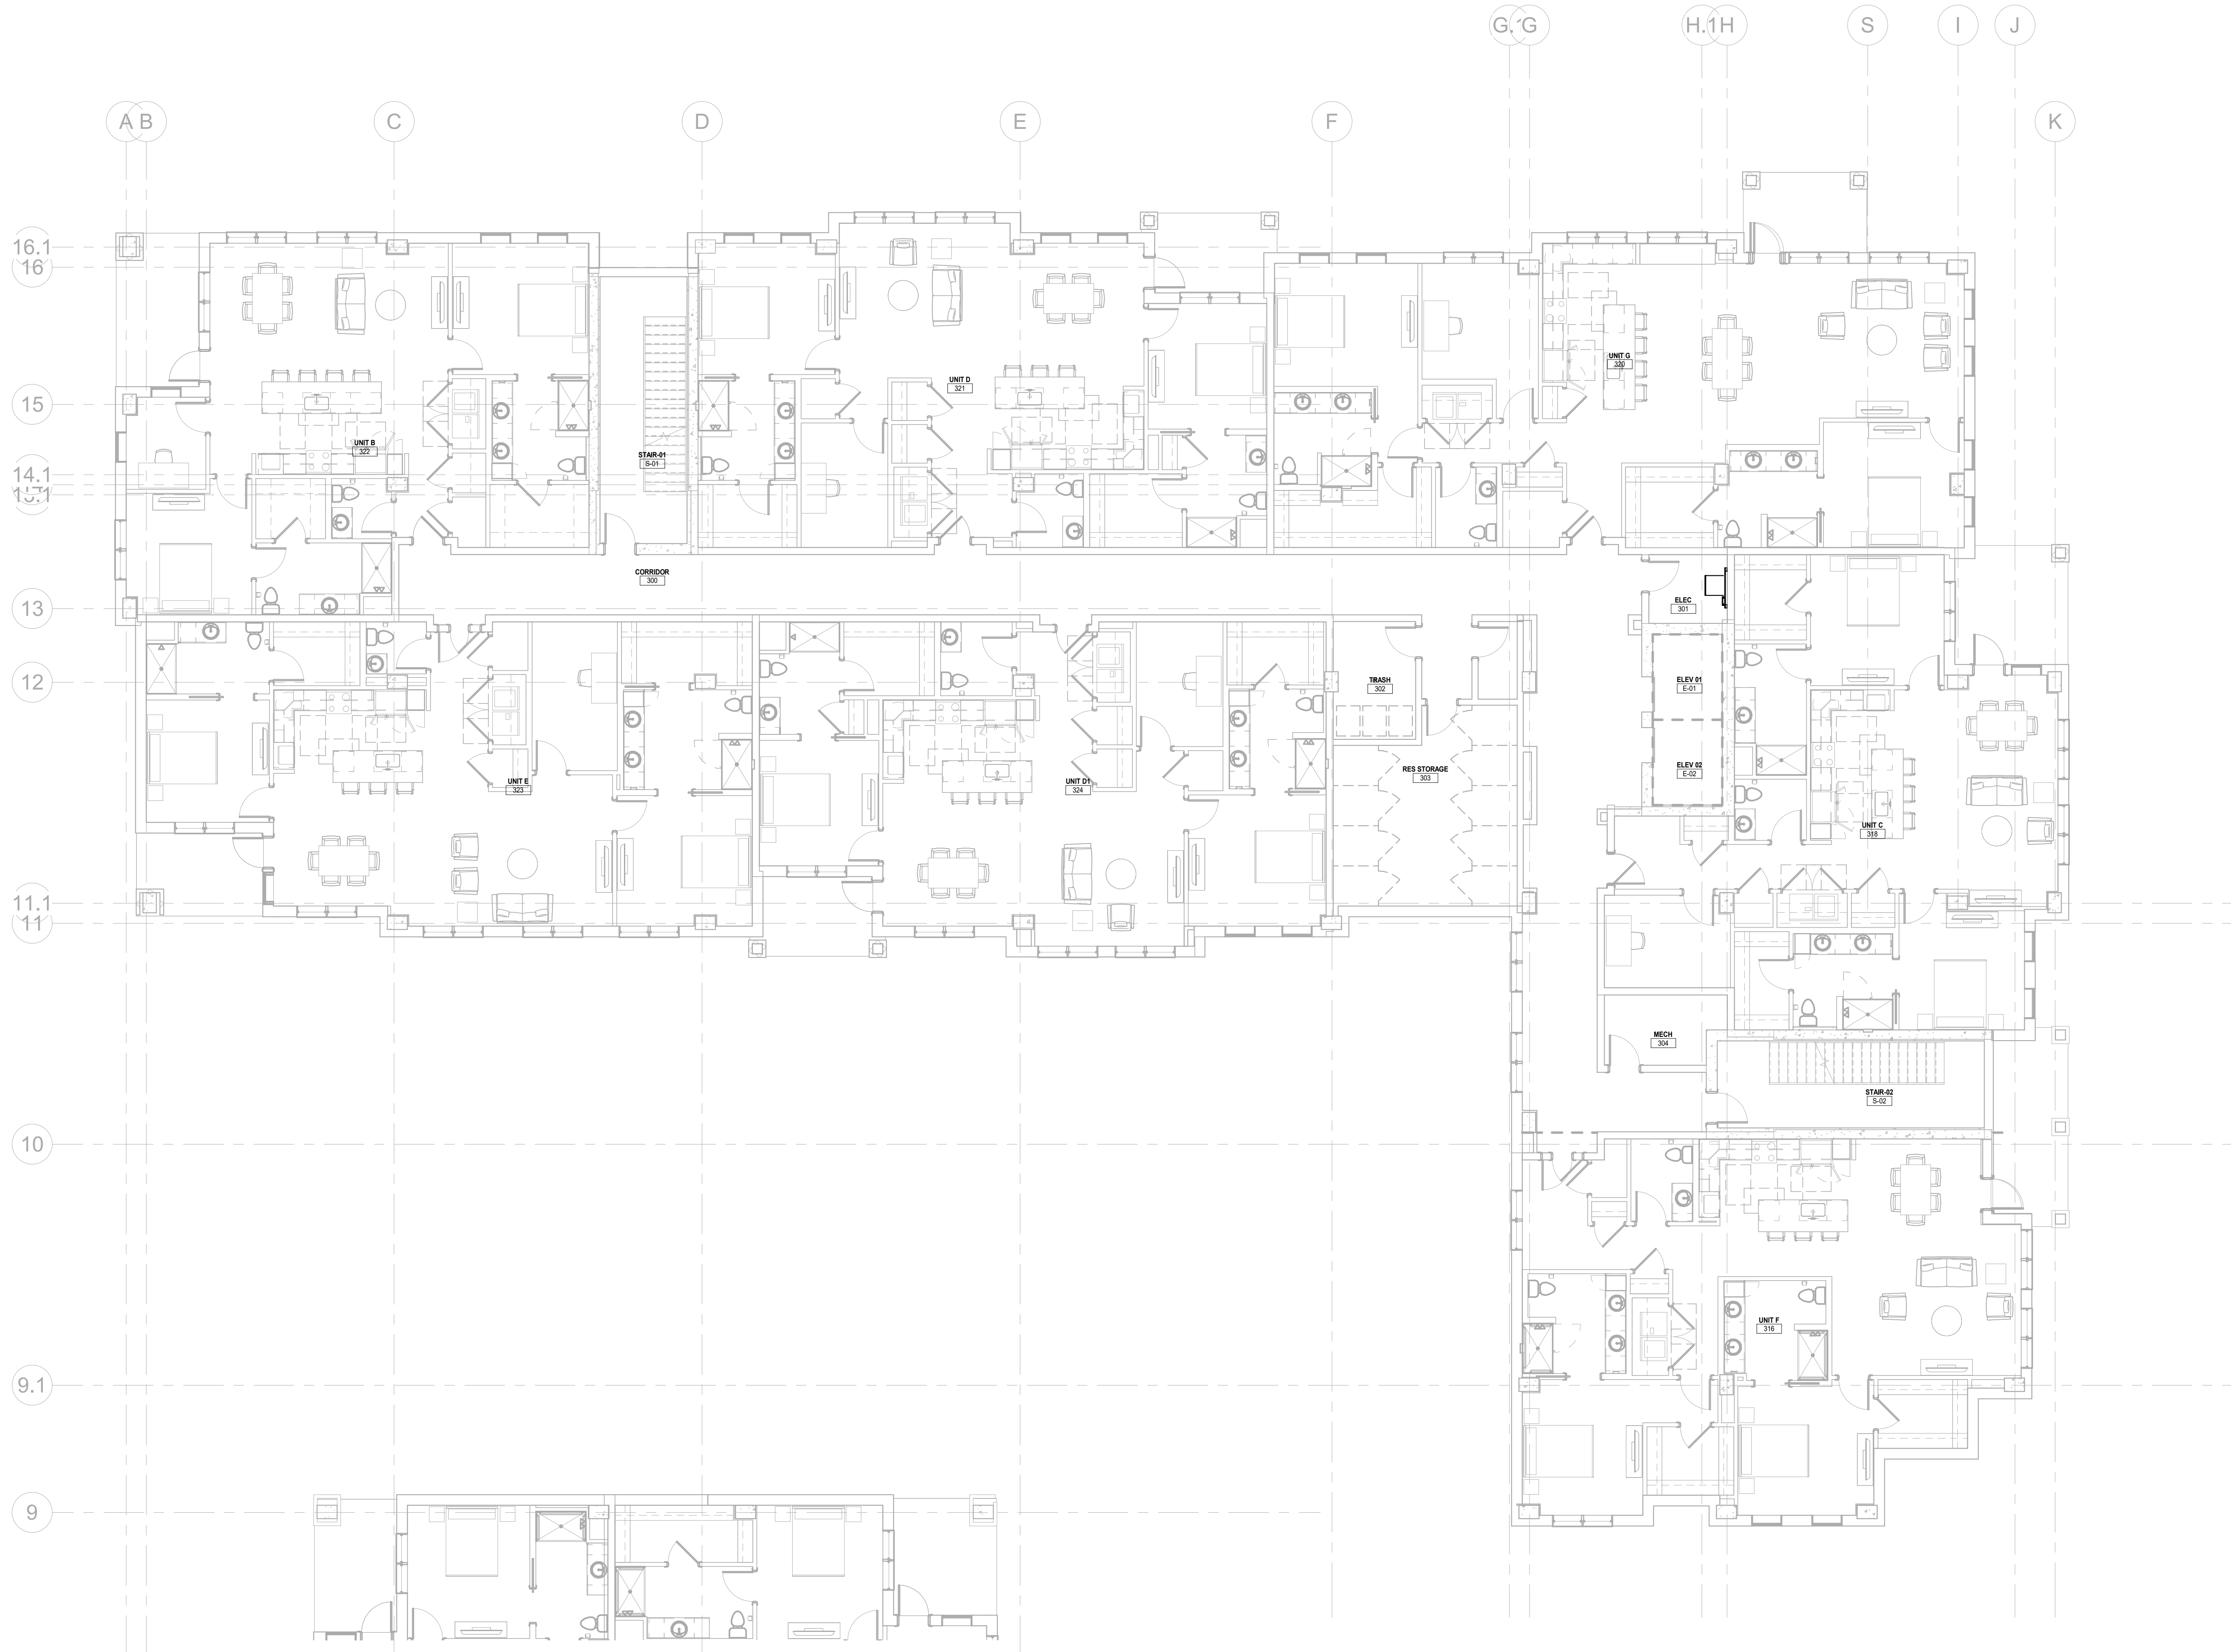 G.1
G
H.1
H
S
I
J
A
B
C
D
E
F
K
16.1
16
15
14.1
13
12
11.1
11
10
9.1
9
UNIT G
320
UNIT D
321
UNIT B
322
STAIR-01
S-01
CORRIDOR
300
ELEC
301
TRASH
302
ELEV 01
E-01
RES STORAGE
303
ELEV 02
E-02
UNIT E
323
UNIT D1
324
UNIT C
318
MECH
304
STAIR-02
S-02
UNIT F
316